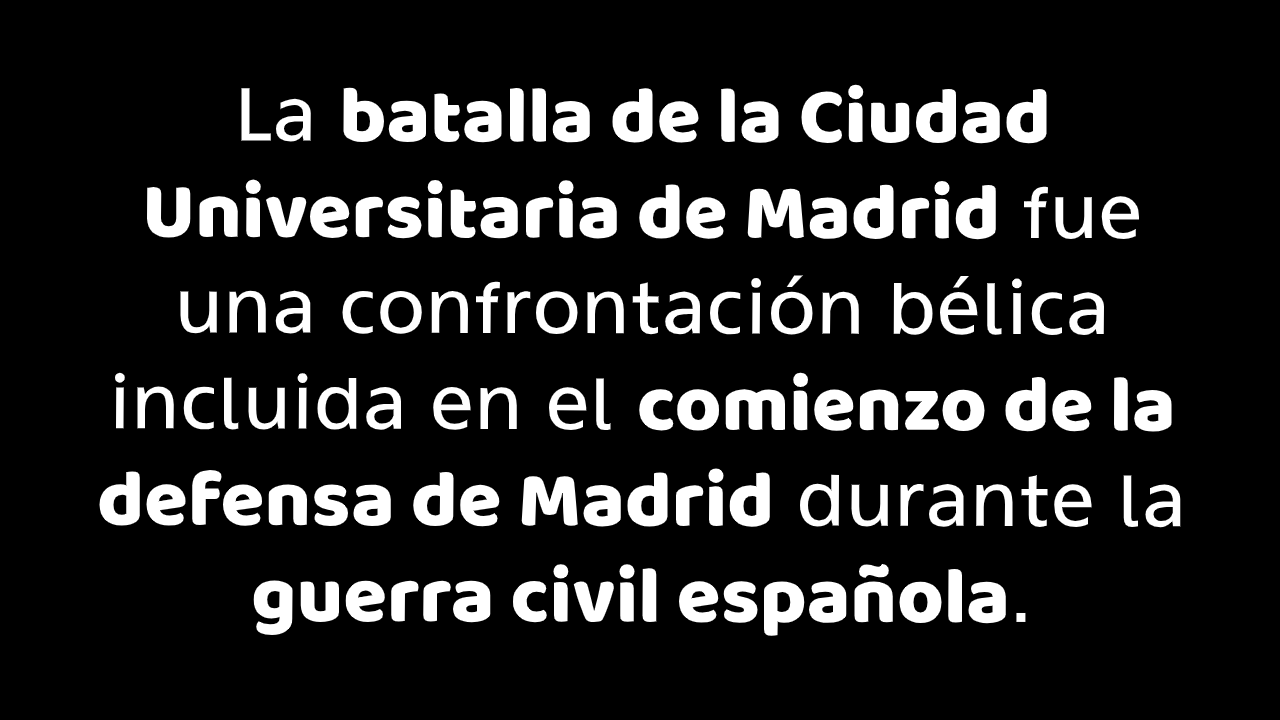 La batalla de la Ciudad
Universitaria de Madrid fue
una confrontación bélica
incluida en el comienzo de la
defensa de Madrid durante la
guerra civil española.